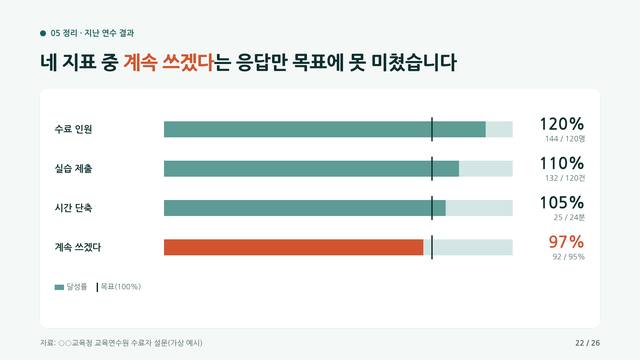 05 정리 · 지난 연수 결과
네 지표 중 계속 쓰겠다는 응답만 목표에 못 미쳤습니다
수료 인원
120%
144 / 120명
실습 제출
110%
132 / 120건
시간 단축
105%
25 / 24분
계속 쓰겠다
97%
92 / 95%
달성률 목표(100%)
자료: ○○교육청 교육연수원 수료자 설문(가상 예시)
22 / 26